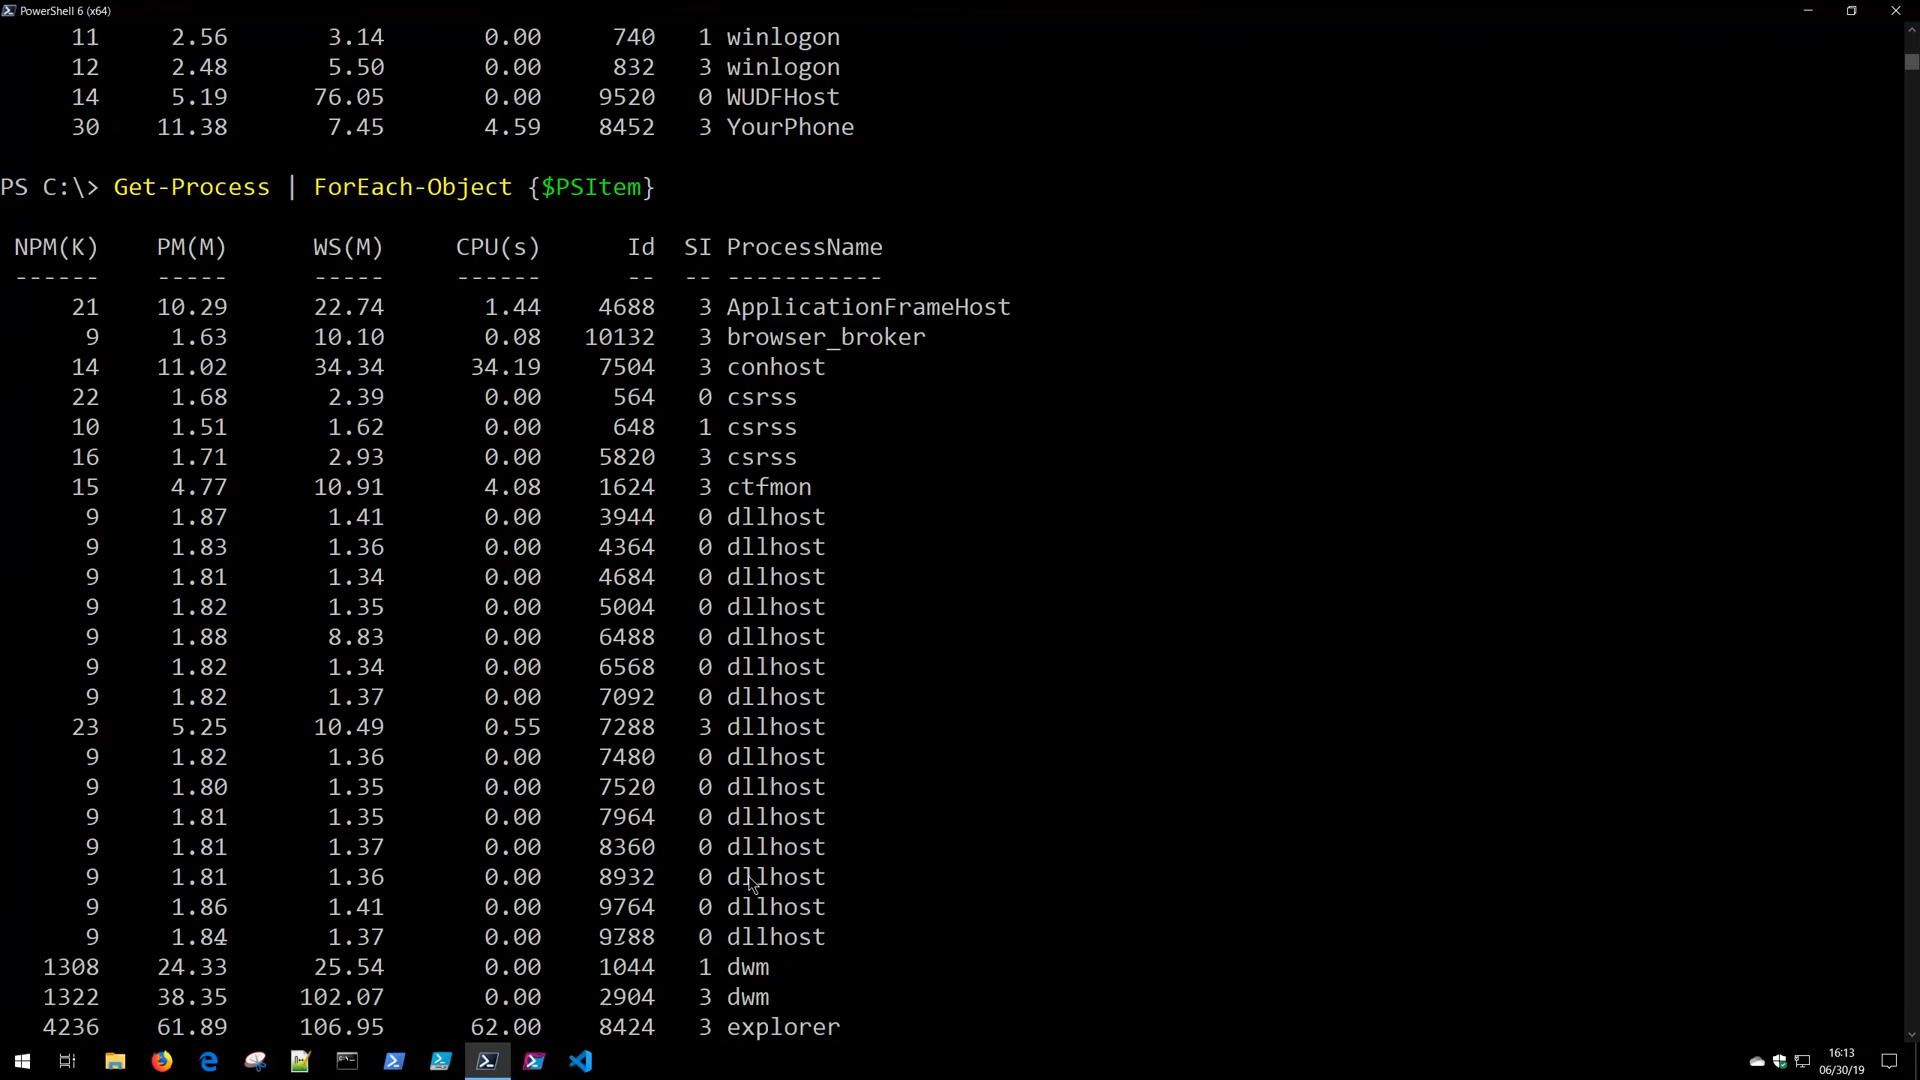 PowerShell 6 (x64)
11 2.56 3.14 0.00 740 1 winlogon
12 2.48 5.50 0.00 832 3 winlogon
14 5.19 76.05 0.00 9520 0 WUDFHost
30 11.38 7.45 4.59 8452 3 YourPhone
PS C:\> Get-Process | ForEach-Object {$PSItem}
NPM(K) PM(M) WS(M) CPU(s) Id SI ProcessName
------ ----- ----- ------ -- -- -----------
21 10.29 22.74 1.44 4688 3 ApplicationFrameHost
9 1.63 10.10 0.08 10132 3 browser_broker
14 11.02 34.34 34.19 7504 3 conhost
22 1.68 2.39 0.00 564 0 csrss
10 1.51 1.62 0.00 648 1 csrss
16 1.71 2.93 0.00 5820 3 csrss
15 4.77 10.91 4.08 1624 3 ctfmon
9 1.87 1.41 0.00 3944 0 dllhost
9 1.83 1.36 0.00 4364 0 dllhost
9 1.81 1.34 0.00 4684 0 dllhost
9 1.82 1.35 0.00 5004 0 dllhost
9 1.88 8.83 0.00 6488 0 dllhost
9 1.82 1.34 0.00 6568 0 dllhost
9 1.82 1.37 0.00 7092 0 dllhost
23 5.25 10.49 0.55 7288 3 dllhost
9 1.82 1.36 0.00 7480 0 dllhost
9 1.80 1.35 0.00 7520 0 dllhost
9 1.81 1.35 0.00 7964 0 dllhost
9 1.81 1.37 0.00 8360 0 dllhost
9 1.81 1.36 0.00 8932 0 dllhost
9 1.86 1.41 0.00 9764 0 dllhost
9 1.84 1.37 0.00 9788 0 dllhost
1308 24.33 25.54 0.00 1044 1 dwm
1322 38.35 102.07 0.00 2904 3 dwm
4236 61.89 106.95 62.00 8424 3 explorer
16:13
06/30/19